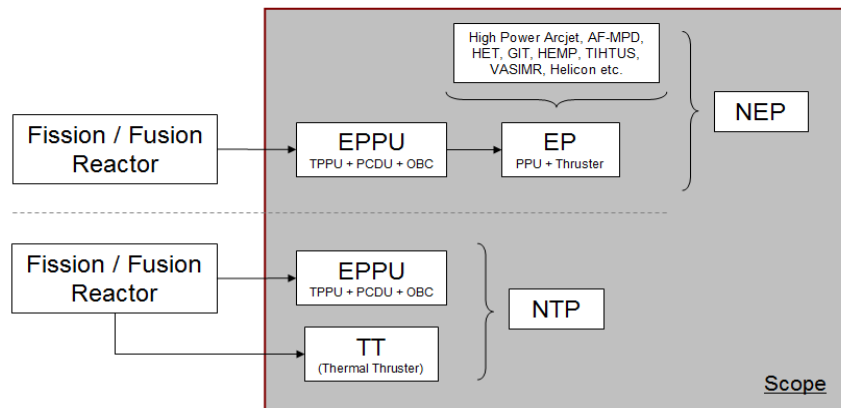 High Power Arcjet, AF-MPD,
HET, GIT, HEMP, TIHTUS,
VASIMR, Helicon etc.
NEP
Fission / Fusion
Reactor
EPPU
TPPU + PCDU + OBC
EP
PPU + Thruster
Fission / Fusion
Reactor
EPPU
TPPU + PCDU + OBC
NTP
TT
(Thermal Thruster)
Scope